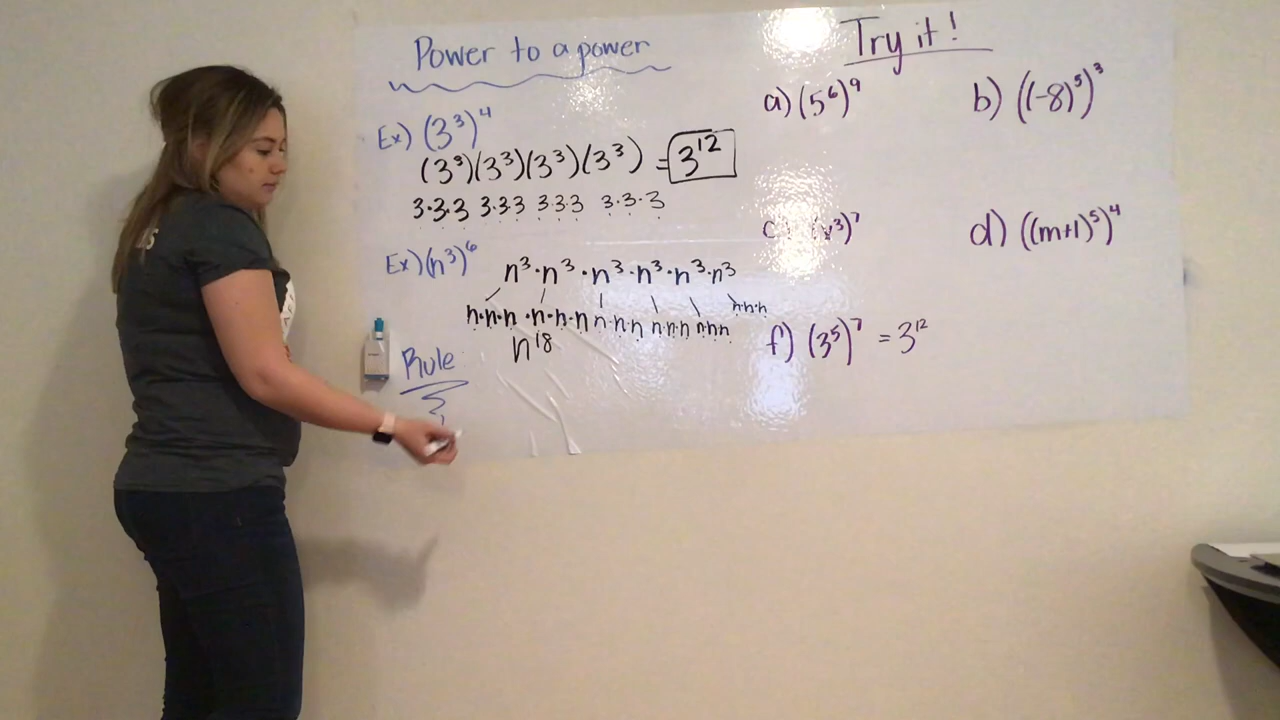 Power to a power
Ex) (3³)⁴
(3³)(3³)(3³)(3³) = 3¹²
3·3·3 3·3·3 3·3·3 3·3·3
Ex) (n³)⁶
n³·n³·n³·n³·n³·n³
n·n·n
n·n·n·n·n·n n·n·n n·n·n n·n·n
n¹⁸
Rule
Try it!
a) (5⁶)⁹
b) ((-8)⁵)³
c) (v³)⁷
d) ((m+1)⁵)⁴
f) (3⁵)⁷ = 3¹²